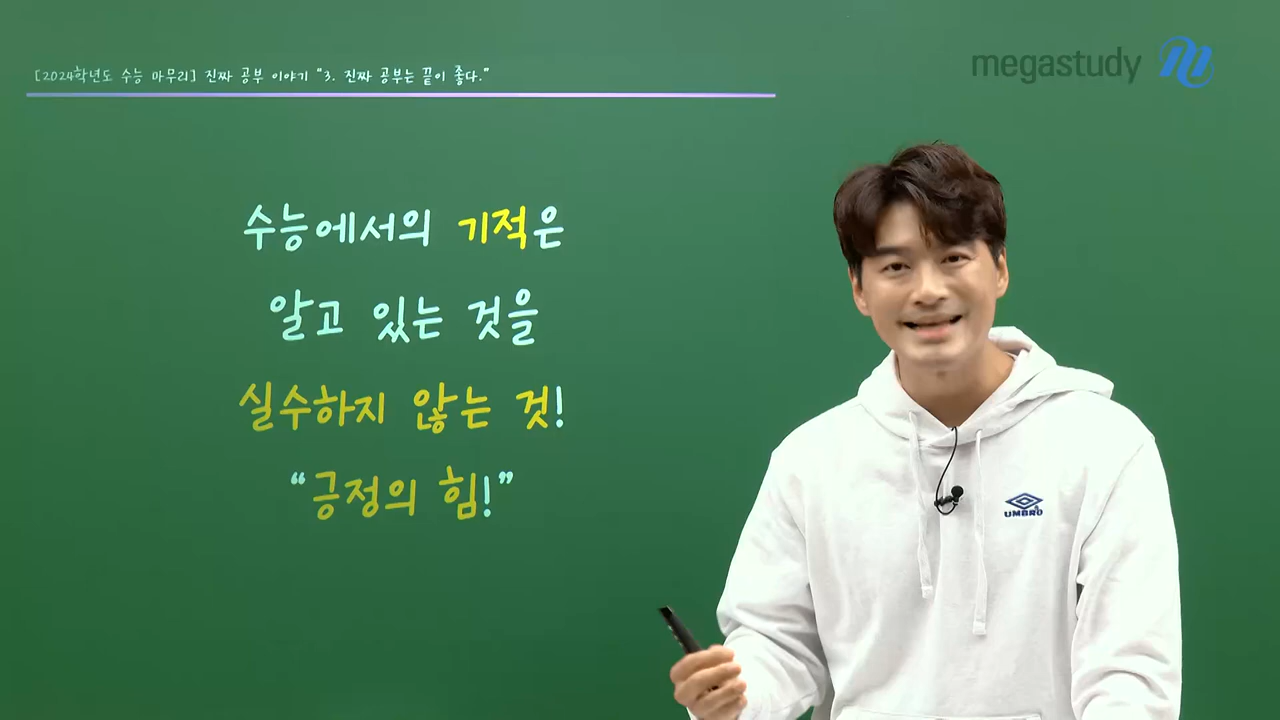 [2024학년도 수능 마무리] 진짜 공부 이야기 "3. 진짜 공부는 끝이 좋다."
megastudy
수능에서의 기적은
알고 있는 것을
실수하지 않는 것!
“긍정의 힘!”
UMBRO